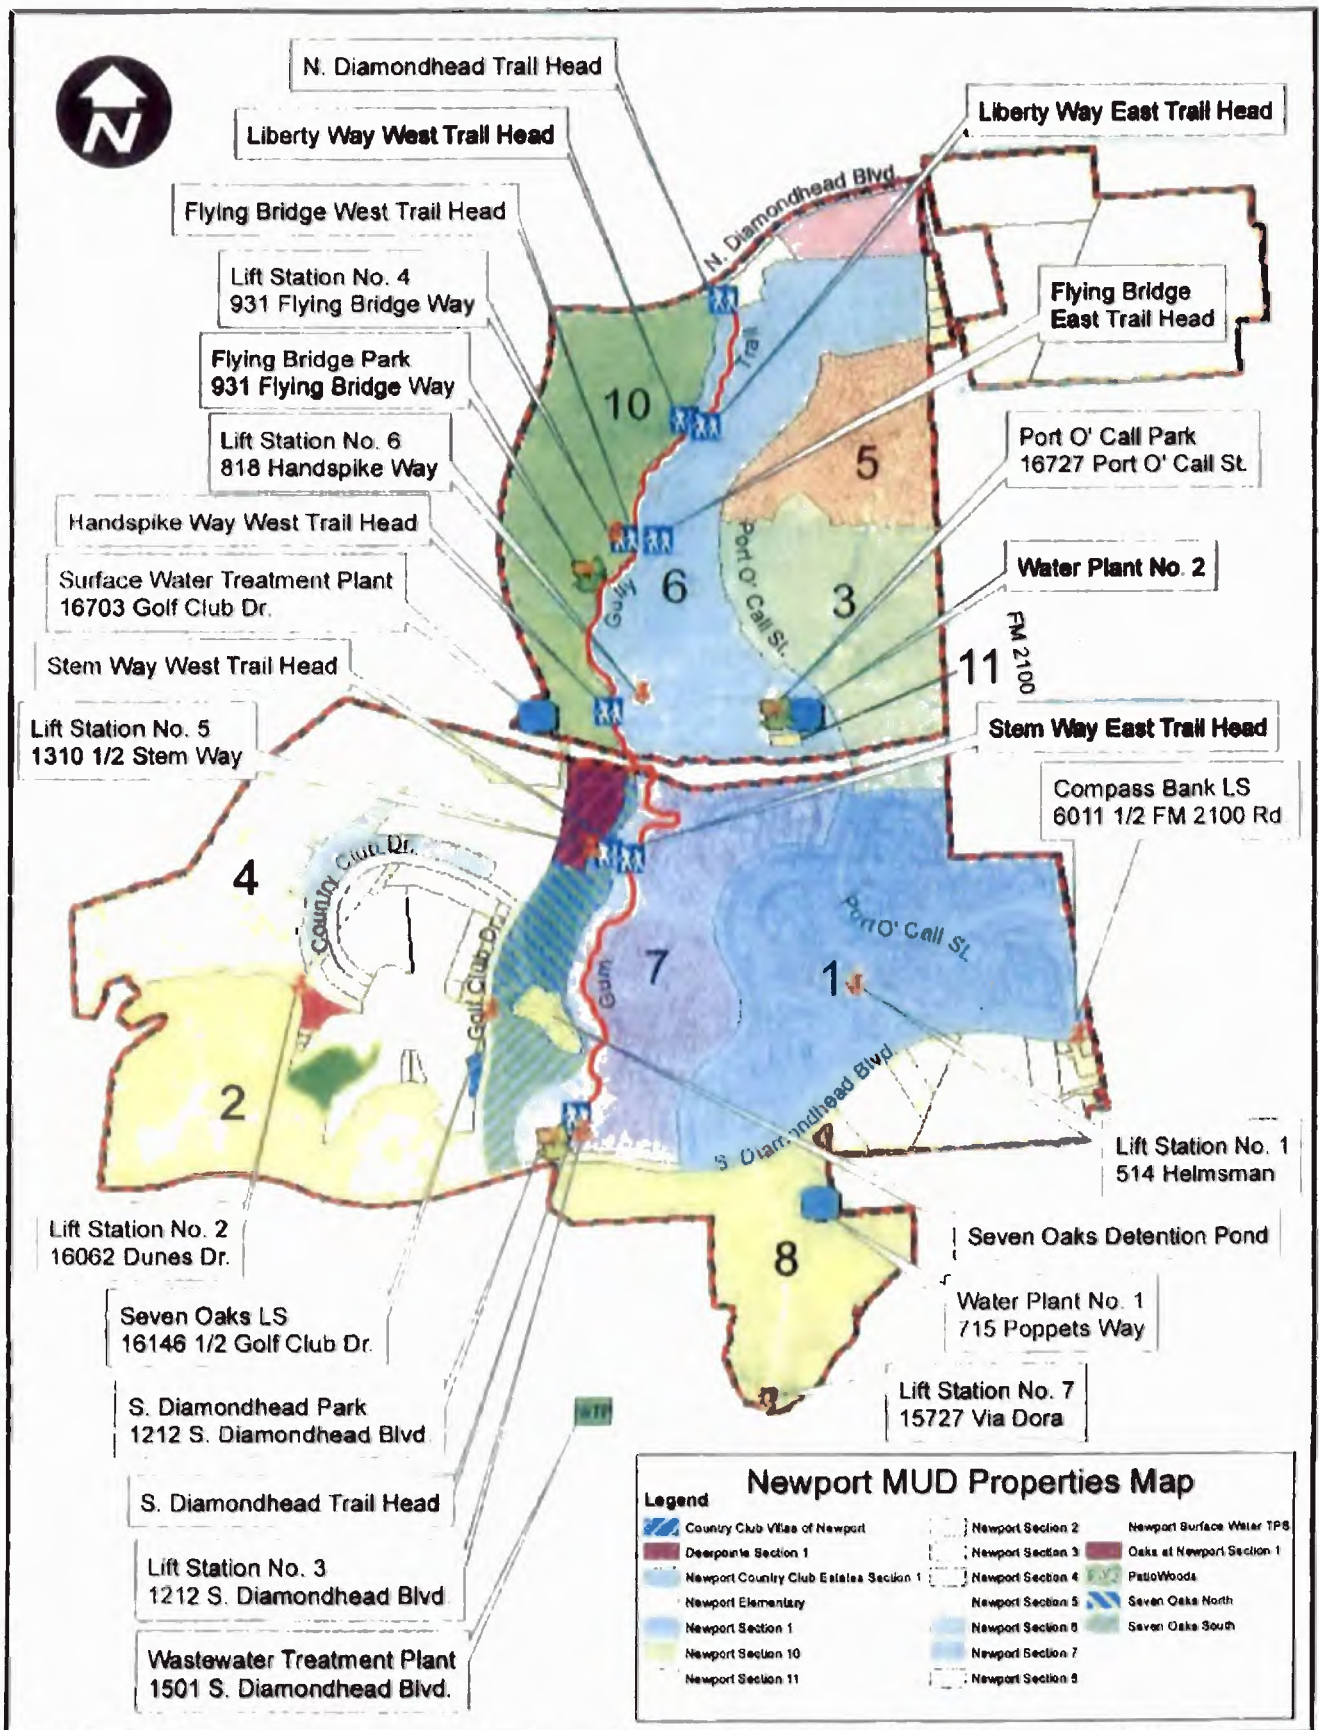 N
N. Diamondhead Trail Head
Liberty Way West Trail Head
Liberty Way East Trail Head
Flying Bridge West Trail Head
N. Diamondhead Blvd
Lift Station No. 4
931 Flying Bridge Way
Flying Bridge
East Trail Head
Flying Bridge Park
931 Flying Bridge Way
Trail
10
Lift Station No. 6
818 Handspike Way
5
Port O' Call Park
16727 Port O' Call St.
Handspike Way West Trail Head
Port O' Call St.
Surface Water Treatment Plant
16703 Golf Club Dr.
Gully
6
3
Water Plant No. 2
FM 2100
11
Stem Way West Trail Head
Lift Station No. 5
1310 1/2 Stem Way
Stem Way East Trail Head
Compass Bank LS
6011 1/2 FM 2100 Rd
4
Country Club Dr.
Port O' Call St.
Golf Club Dr.
Gum
7
1
2
S. Diamondhead Blvd
Lift Station No. 1
514 Helmsman
Lift Station No. 2
16062 Dunes Dr.
Seven Oaks Detention Pond
8
Seven Oaks LS
16146 1/2 Golf Club Dr.
Water Plant No. 1
715 Poppets Way
S. Diamondhead Park
1212 S. Diamondhead Blvd
Lift Station No. 7
15727 Via Dora
S. Diamondhead Trail Head
Lift Station No. 3
1212 S. Diamondhead Blvd
Wastewater Treatment Plant
1501 S. Diamondhead Blvd.
Newport MUD Properties Map
Legend
Country Club Villas of Newport
Deerpointe Section 1
Newport Country Club Estates Section 1
Newport Elementary
Newport Section 1
Newport Section 10
Newport Section 11
Newport Section 2
Newport Section 3
Newport Section 4
Newport Section 5
Newport Section 6
Newport Section 7
Newport Section 8
Newport Surface Water TPS
Oaks at Newport Section 1
PatioWoods
Seven Oaks North
Seven Oaks South